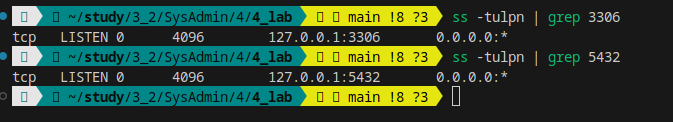 ~/study/3_2/SysAdmin/4/4_lab main !8 ?3 ss -tulpn | grep 3306
tcp LISTEN 0 4096 127.0.0.1:3306 0.0.0.0:*
~/study/3_2/SysAdmin/4/4_lab main !8 ?3 ss -tulpn | grep 5432
tcp LISTEN 0 4096 127.0.0.1:5432 0.0.0.0:*
~/study/3_2/SysAdmin/4/4_lab main !8 ?3